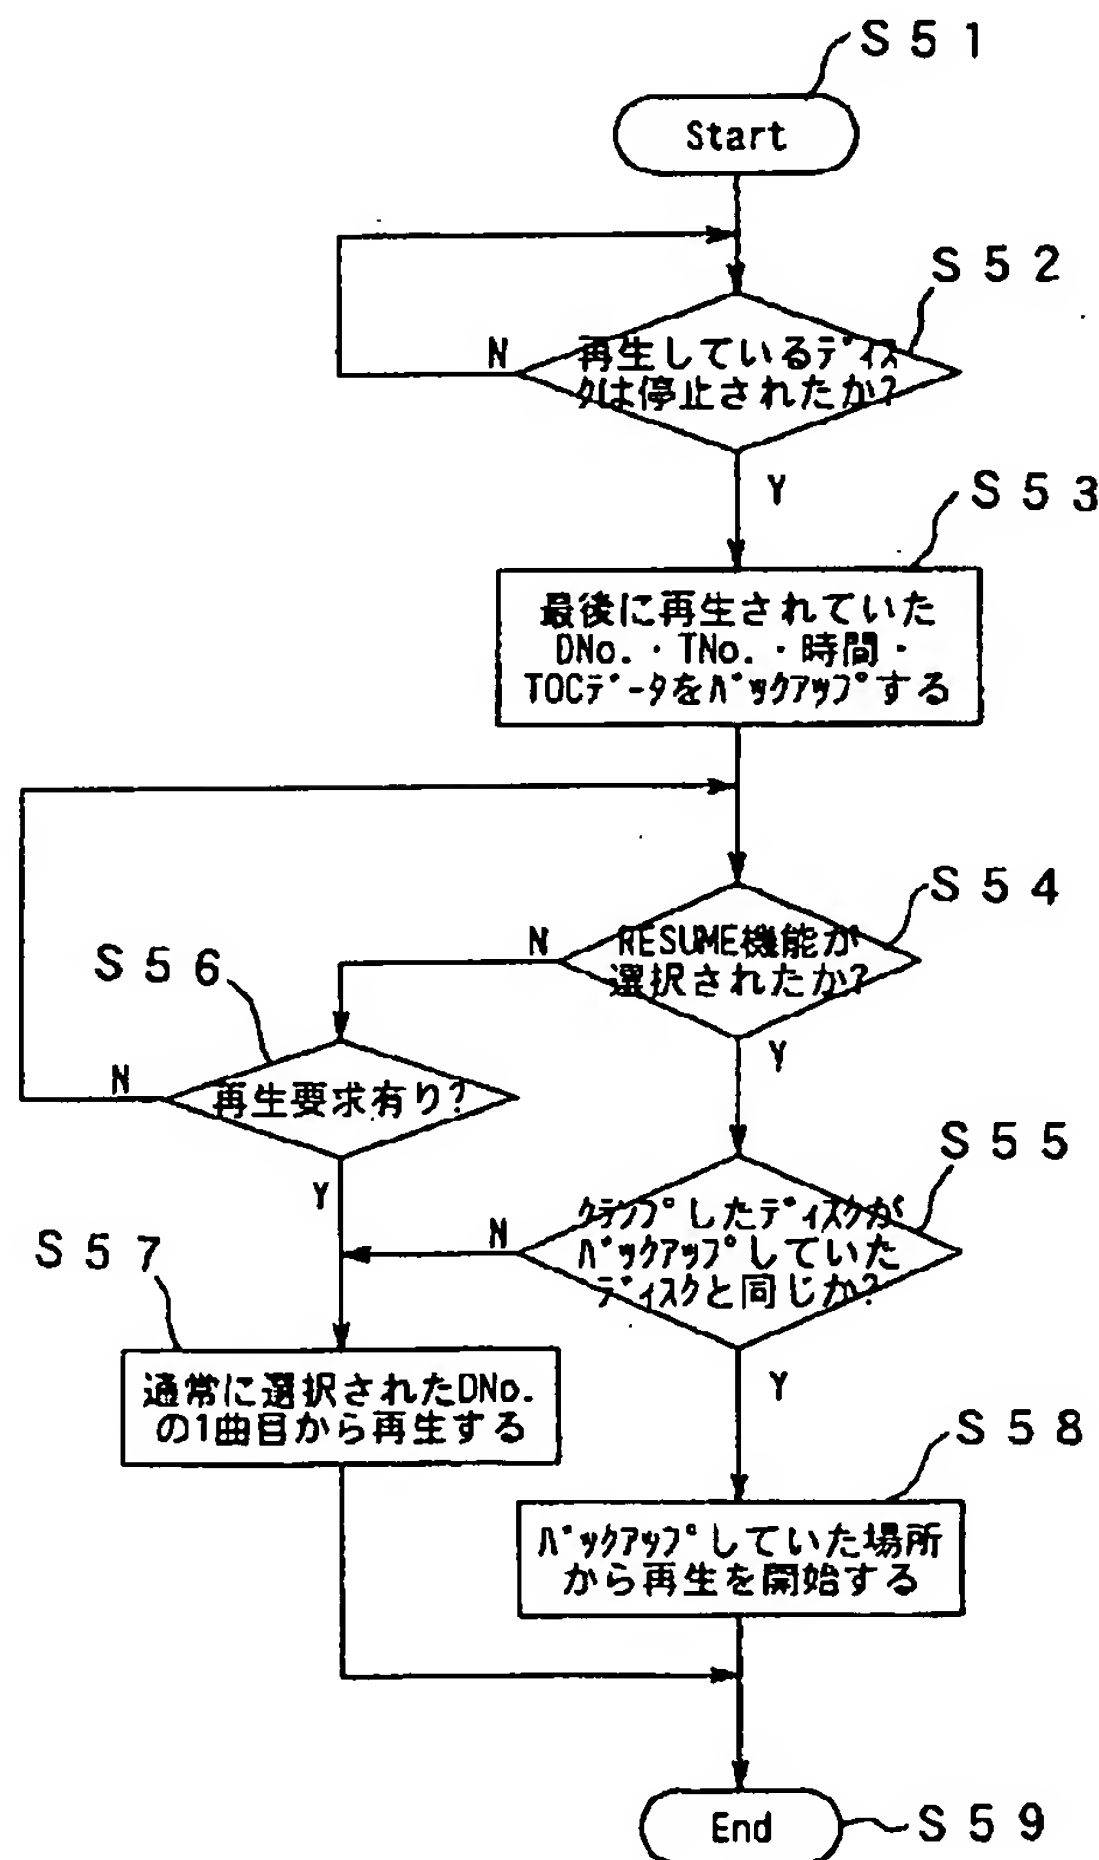 S51
Start
S52
N
再生しているディス
クは停止されたか?
Y
S53
最後に再生されていた
DNo.・TNo.・時間・
TOCデータをバックアップする
S54
N
RESUME機能が
選択されたか?
S56
Y
N
再生要求有り?
S55
Y
N
クランプしたディスクが
バックアップしていた
ディスクと同じか?
S57
通常に選択されたDNo.
の1曲目から再生する
Y
S58
バックアップしていた場所
から再生を開始する
End
S59